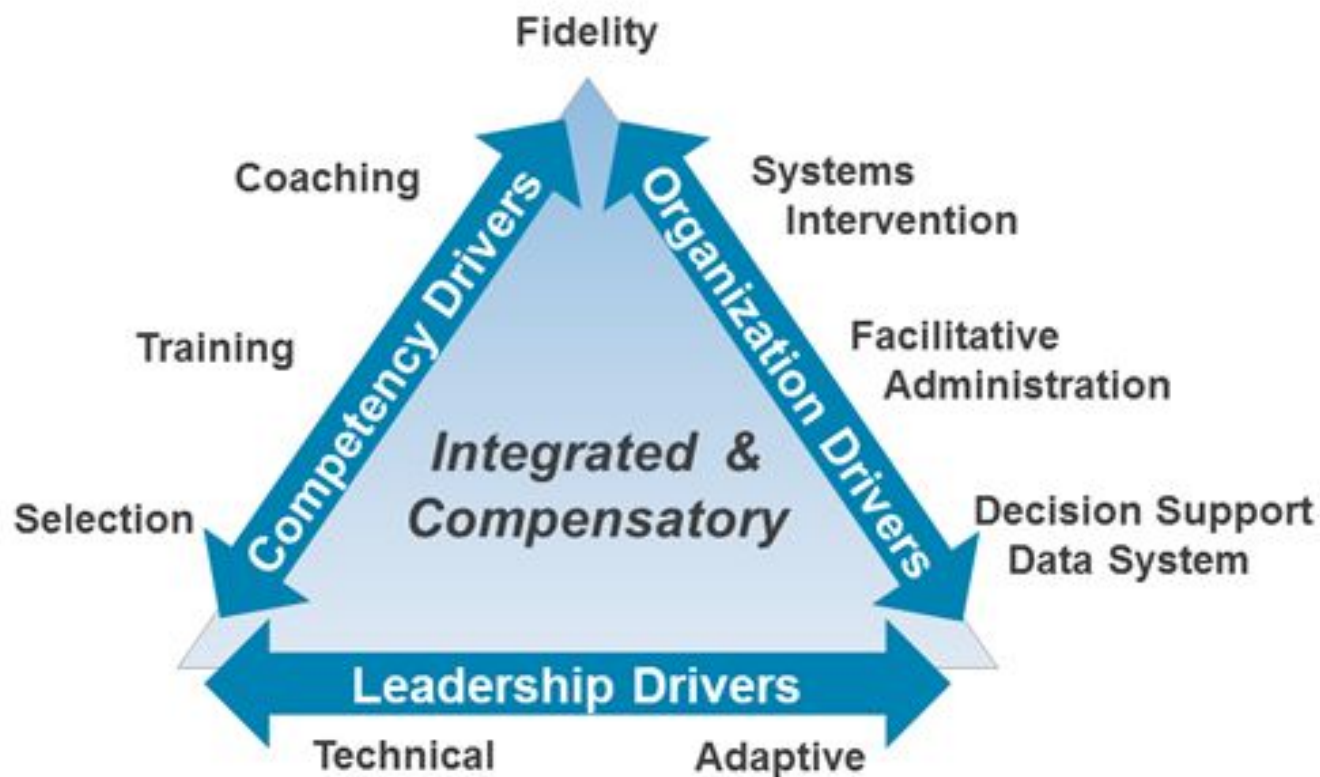 Fidelity
Coaching
Systems
Intervention
Competency Drivers
Organization Drivers
Training
Facilitative
Administration
Integrated &
Compensatory
Selection
Decision Support
Data System
Leadership Drivers
Technical
Adaptive